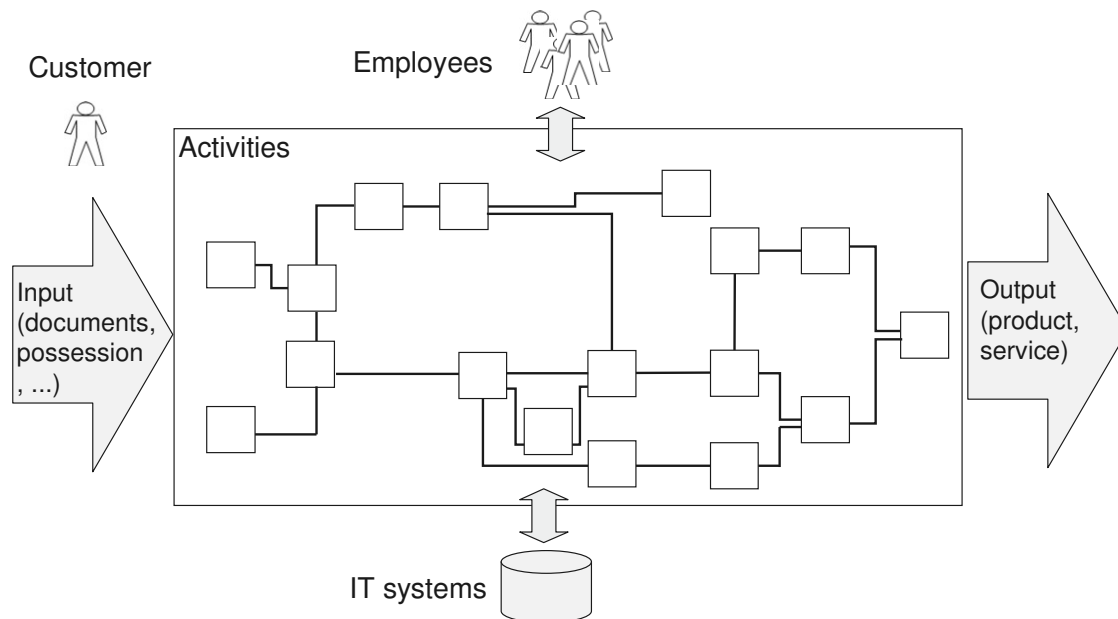 Employees
Customer
Activities
Input
(documents,
possession
, ...)
Output
(product,
service)
IT systems